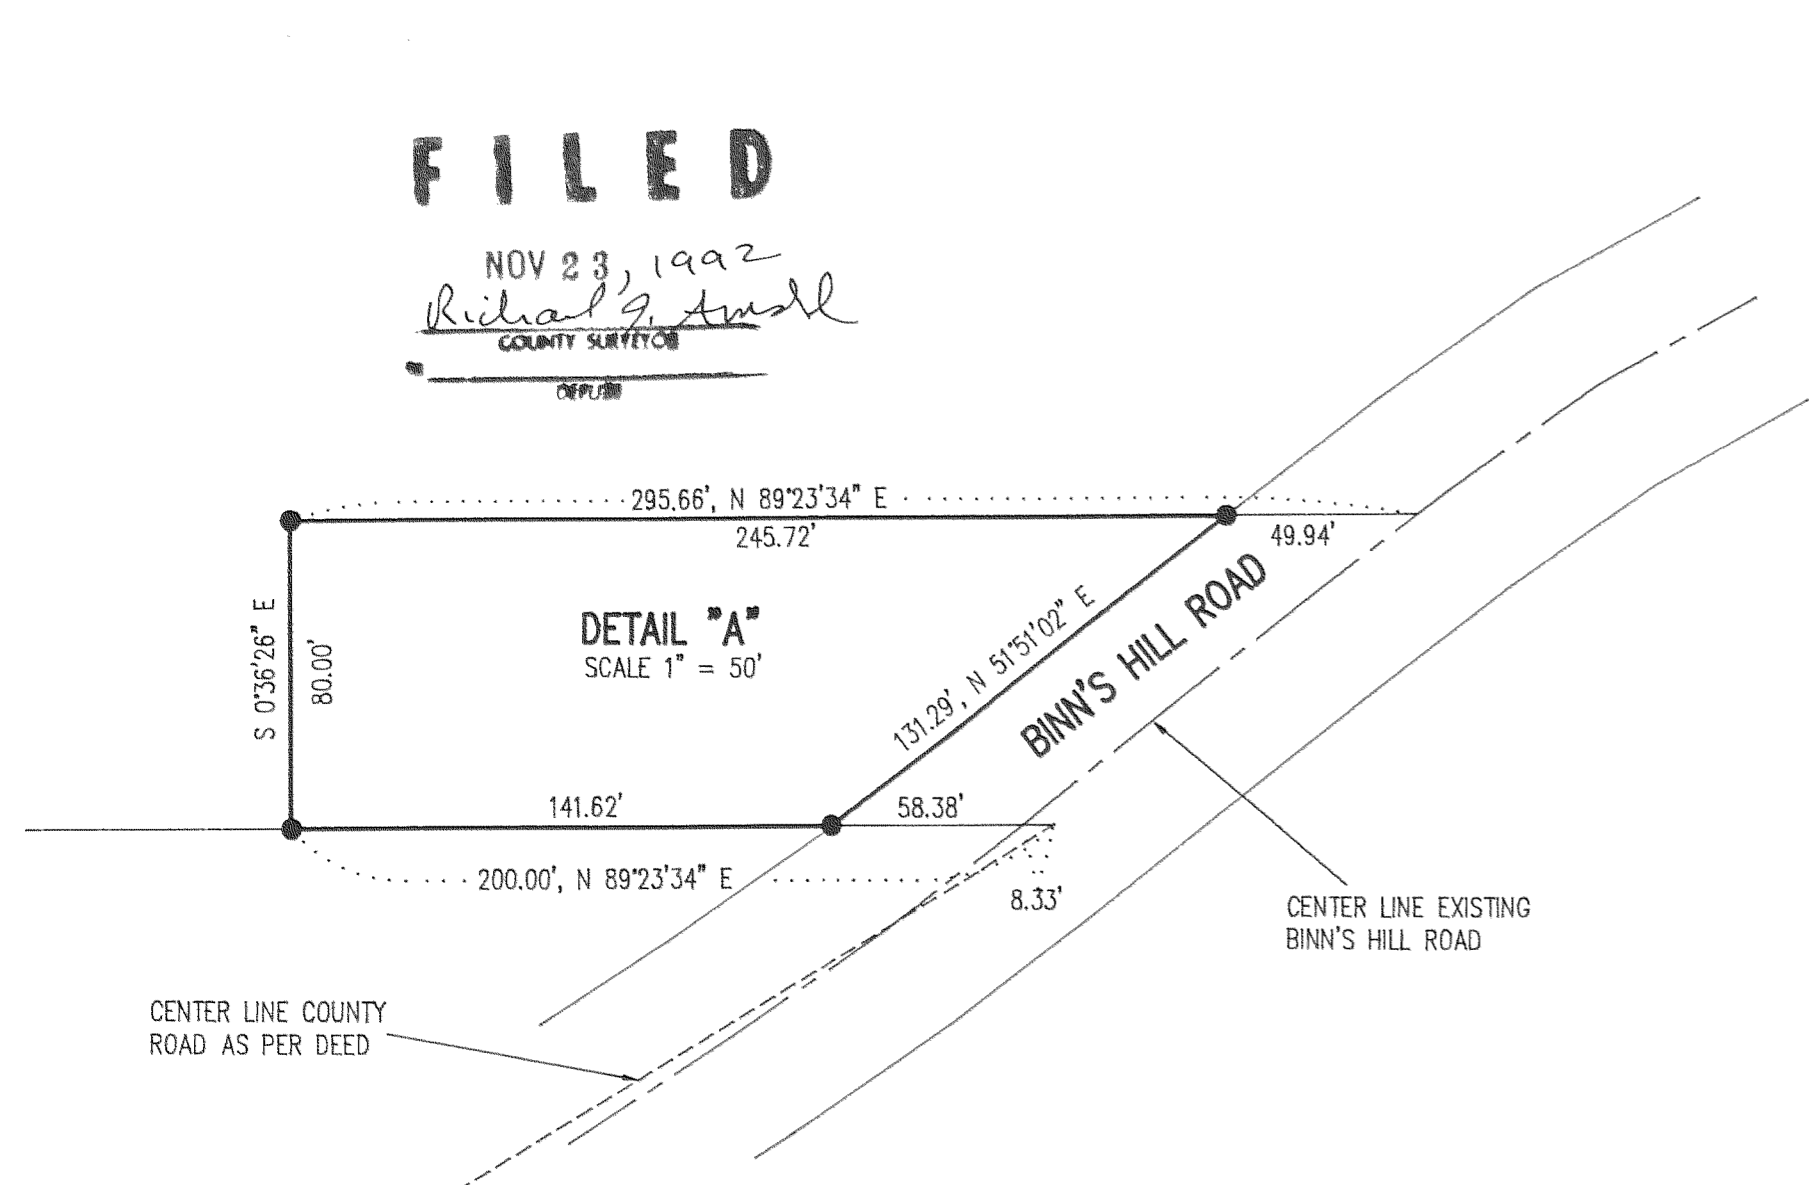 FILED
NOV 23, 1992
Richard J.
COUNTY SURVEYOR
DEPUTY
295.66', N 89°23'34" E
245.72'
49.94'
S 0°36'26" E
80.00'
DETAIL "A"
SCALE 1" = 50'
131.29', N 51°51'02" E
BINN'S HILL ROAD
141.62'
58.38'
200.00', N 89°23'34" E
8.33'
CENTER LINE EXISTING
BINN'S HILL ROAD
CENTER LINE COUNTY
ROAD AS PER DEED